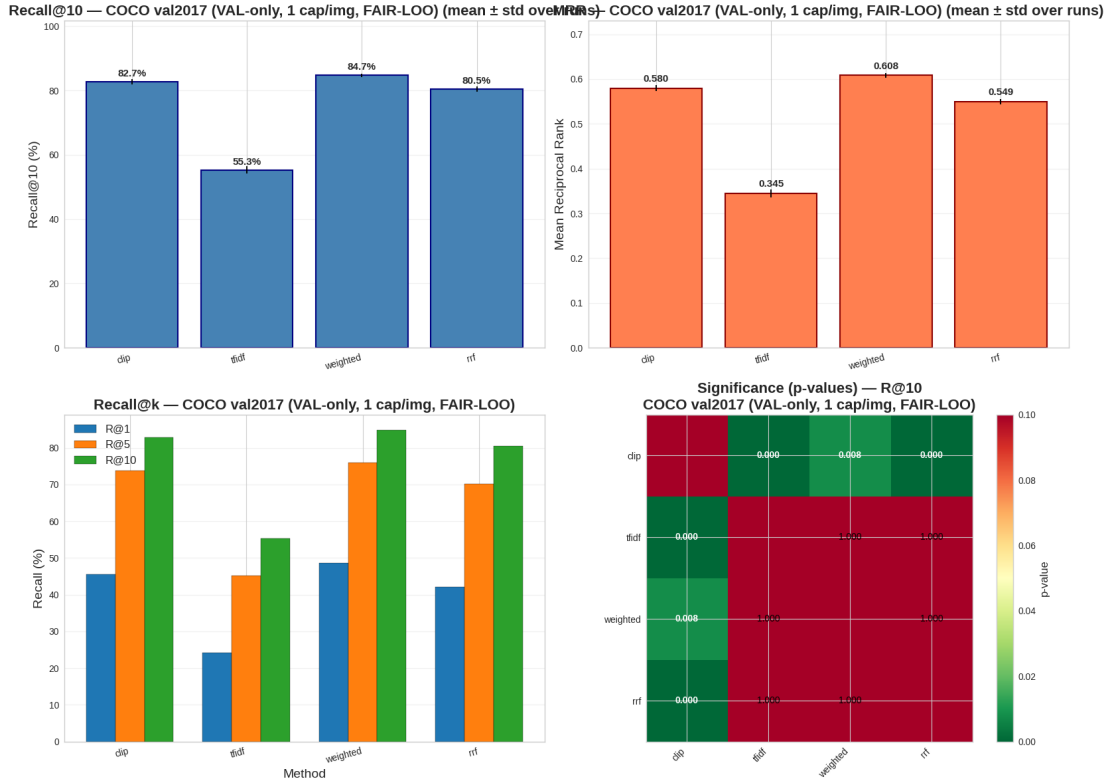 Recall@10 — COCO val2017 (VAL-only, 1 cap/img, FAIR-LOO) (mean ± std over runs)
MRR — COCO val2017 (VAL-only, 1 cap/img, FAIR-LOO) (mean ± std over runs)
100
80
60
40
20
0
Recall@10 (%)
82.7%
55.3%
84.7%
80.5%
clip
tfidf
weighted
rrf
0.7
0.6
0.5
0.4
0.3
0.2
0.1
0.0
Mean Reciprocal Rank
0.580
0.345
0.608
0.549
clip
tfidf
weighted
rrf
Recall@k — COCO val2017 (VAL-only, 1 cap/img, FAIR-LOO)
R@1
R@5
R@10
80
70
60
50
40
30
20
10
0
Recall (%)
clip
tfidf
weighted
rrf
Method
Significance (p-values) — R@10
COCO val2017 (VAL-only, 1 cap/img, FAIR-LOO)
clip
0.000
0.008
0.000
tfidf
0.000
1.000
1.000
weighted
0.008
1.000
1.000
rrf
0.000
1.000
1.000
clip
tfidf
weighted
rrf
0.10
0.08
0.06
0.04
0.02
0.00
p-value